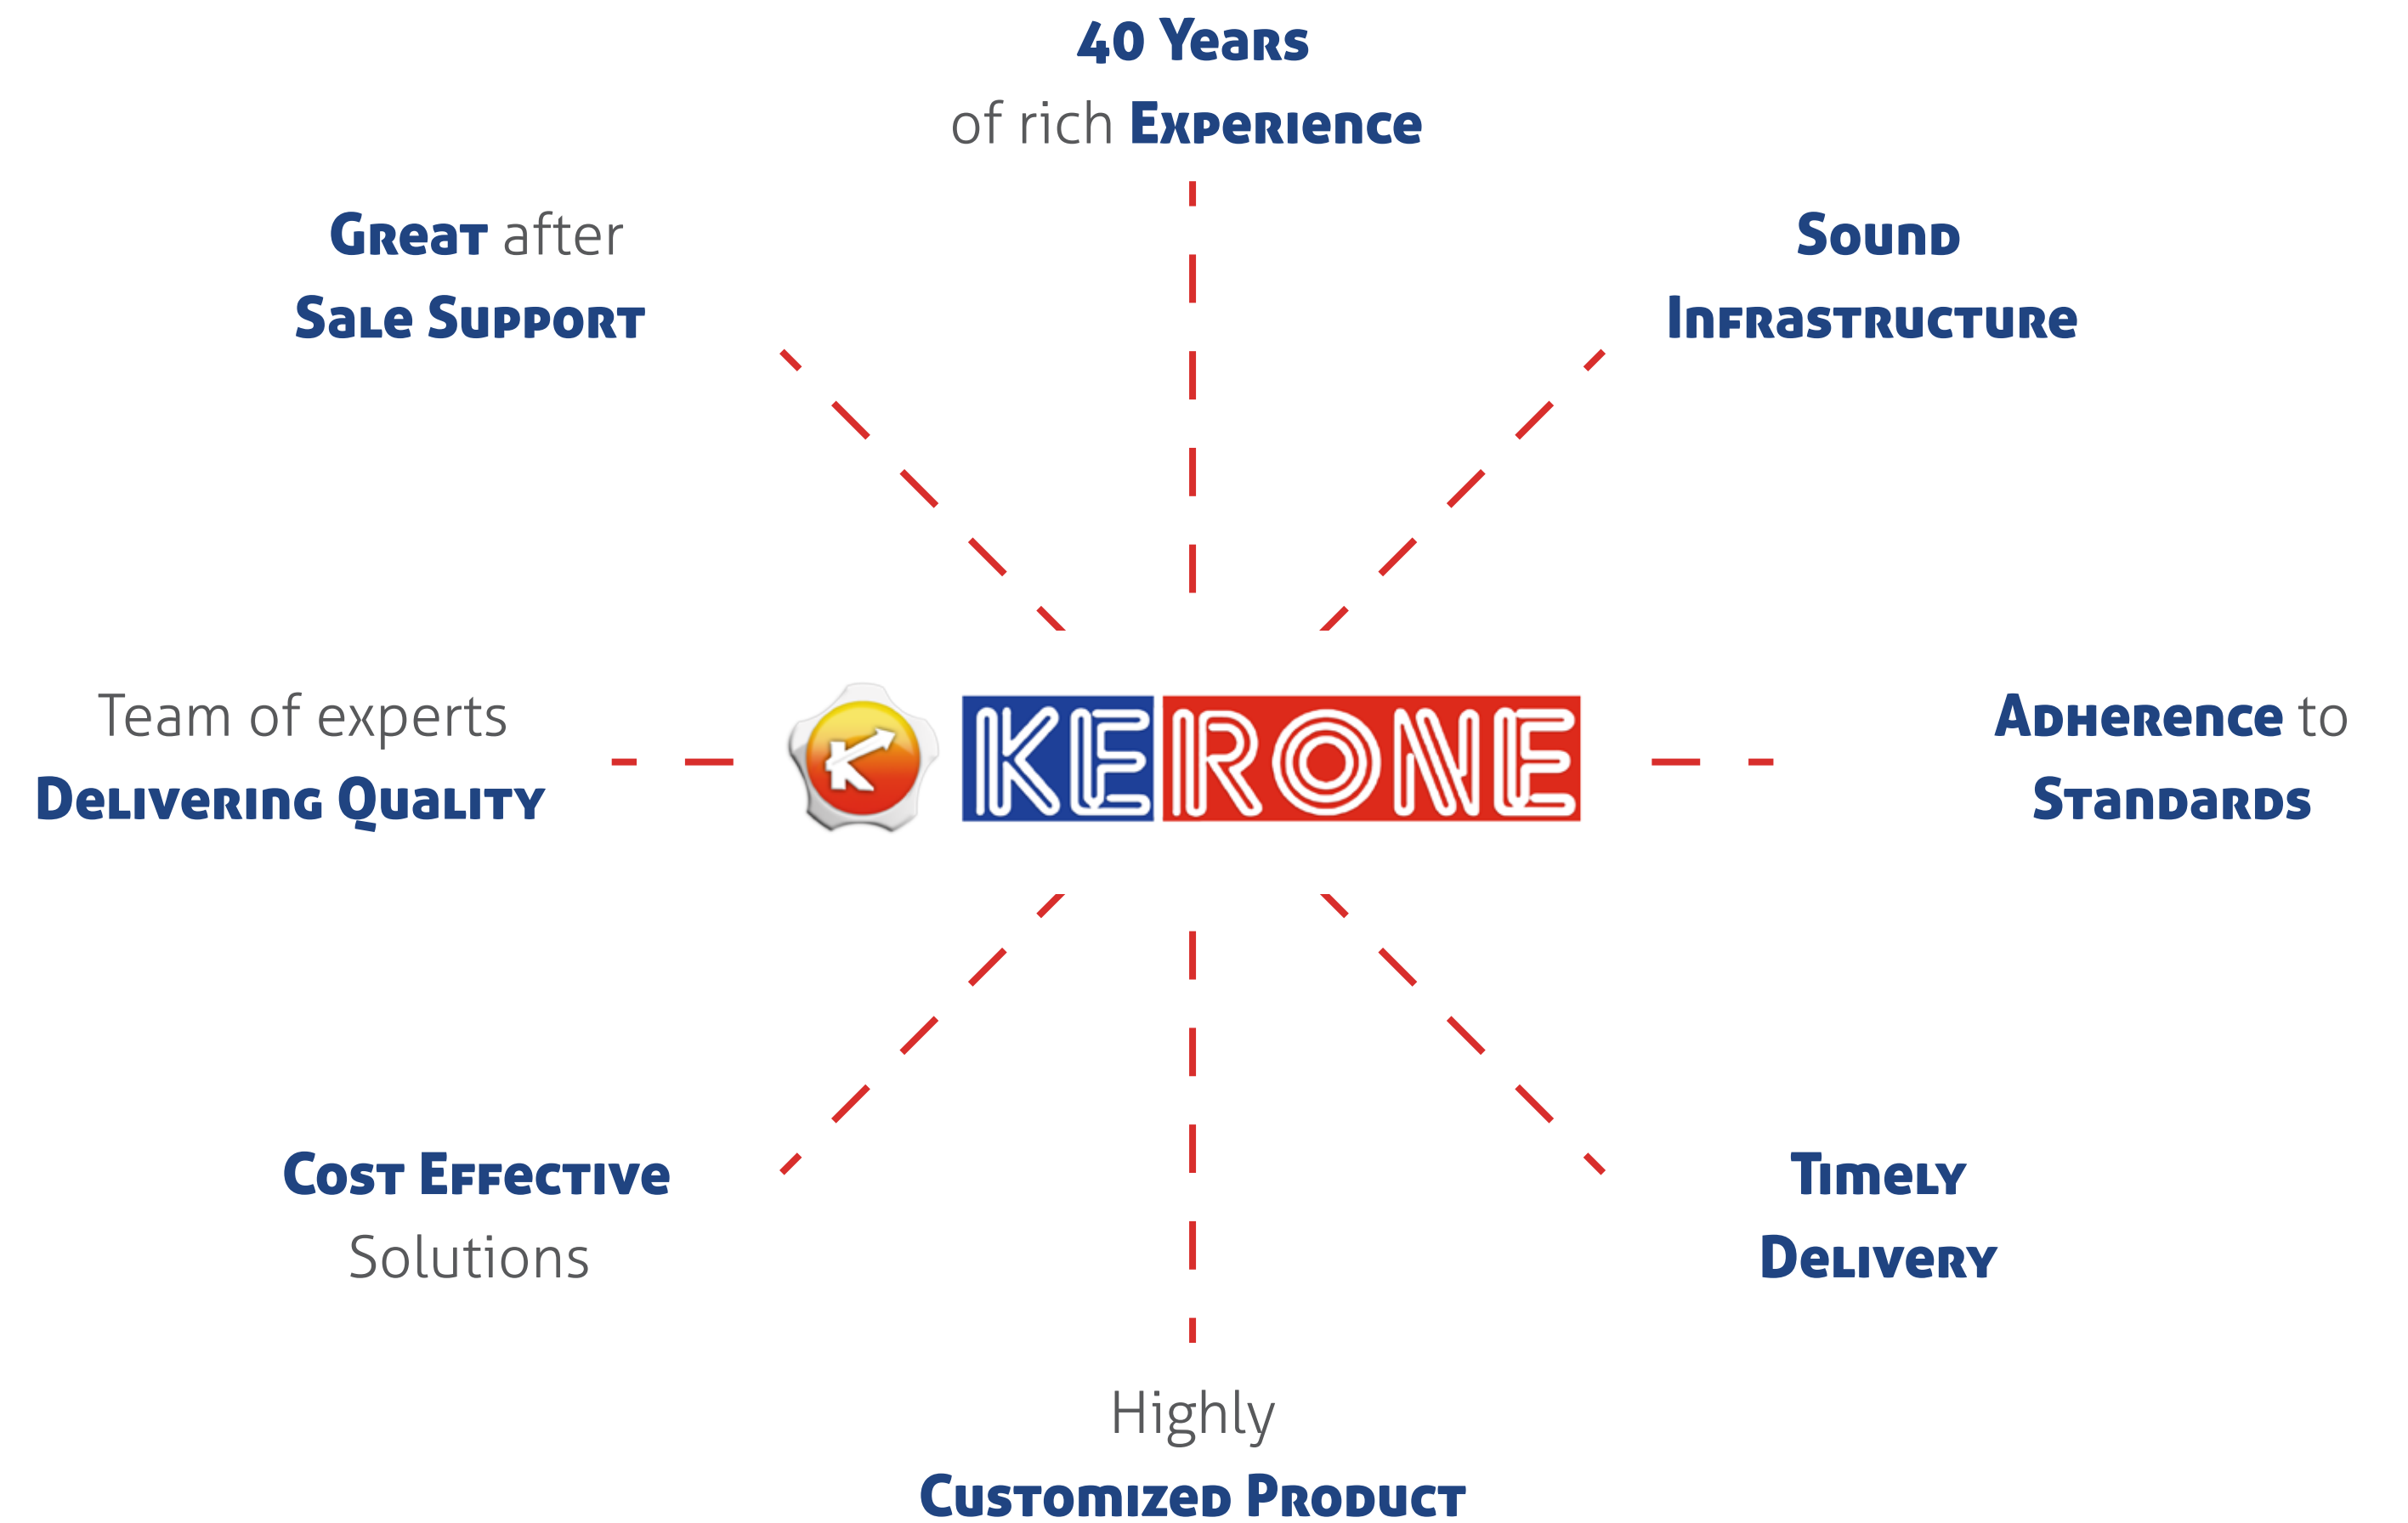 40 Years
of rich Experience
Great after
Sale Support
Sound
Infrastructure
Team of experts
Delivering Quality
K
KERONE
Adherence to
Standards
Cost Effective
Solutions
Timely
Delivery
Highly
Customized Product